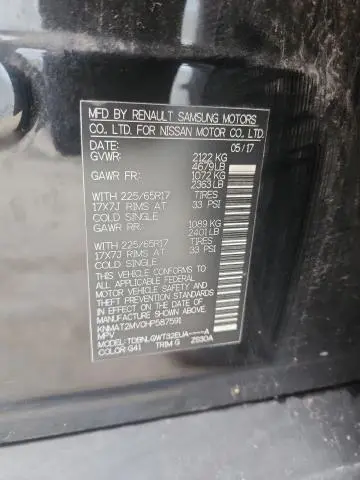 MFD BY RENAULT SAMSUNG MOTORS
CO., LTD. FOR NISSAN MOTOR CO., LTD.
DATE: 05/17
GVWR: 2122 KG
4679LB
GAWR FR: 1072 KG
2363 LB
WITH 225/65R17 TIRES
17X7J RIMS AT 33 PSI
COLD SINGLE
GAWR RR: 1089 KG
2401 LB
WITH 225/65R17 TIRES
17X7J RIMS AT 33 PSI
COLD SINGLE
THIS VEHICLE CONFORMS TO
ALL APPLICABLE FEDERAL
MOTOR VEHICLE SAFETY
STANDARDS IN EFFECT ON THE
DATE OF MANUFACTURE SHOWN ABOVE.
KNMAT2MV0HP587591
MPV
MODEL: TDBNLQWT32EUA----A
COLOR: G41 TRIM G ZS30A